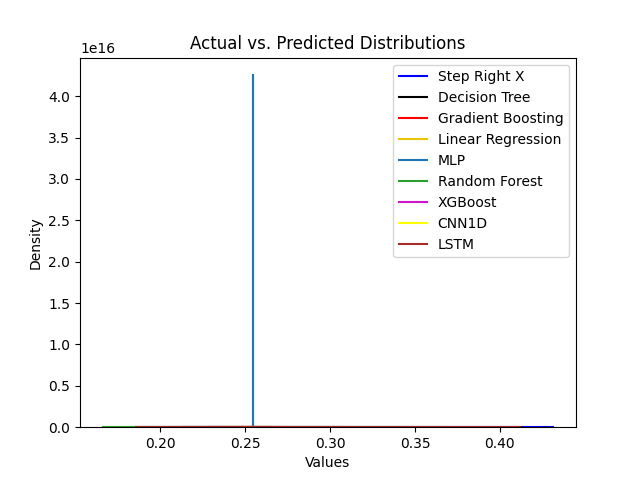 Actual vs. Predicted Distributions
1e16
Density
4.0
3.5
3.0
2.5
2.0
1.5
1.0
0.5
0.0
Step Right X
Decision Tree
Gradient Boosting
Linear Regression
MLP
Random Forest
XGBoost
CNN1D
LSTM
0.20 0.25 0.30 0.35 0.40
Values